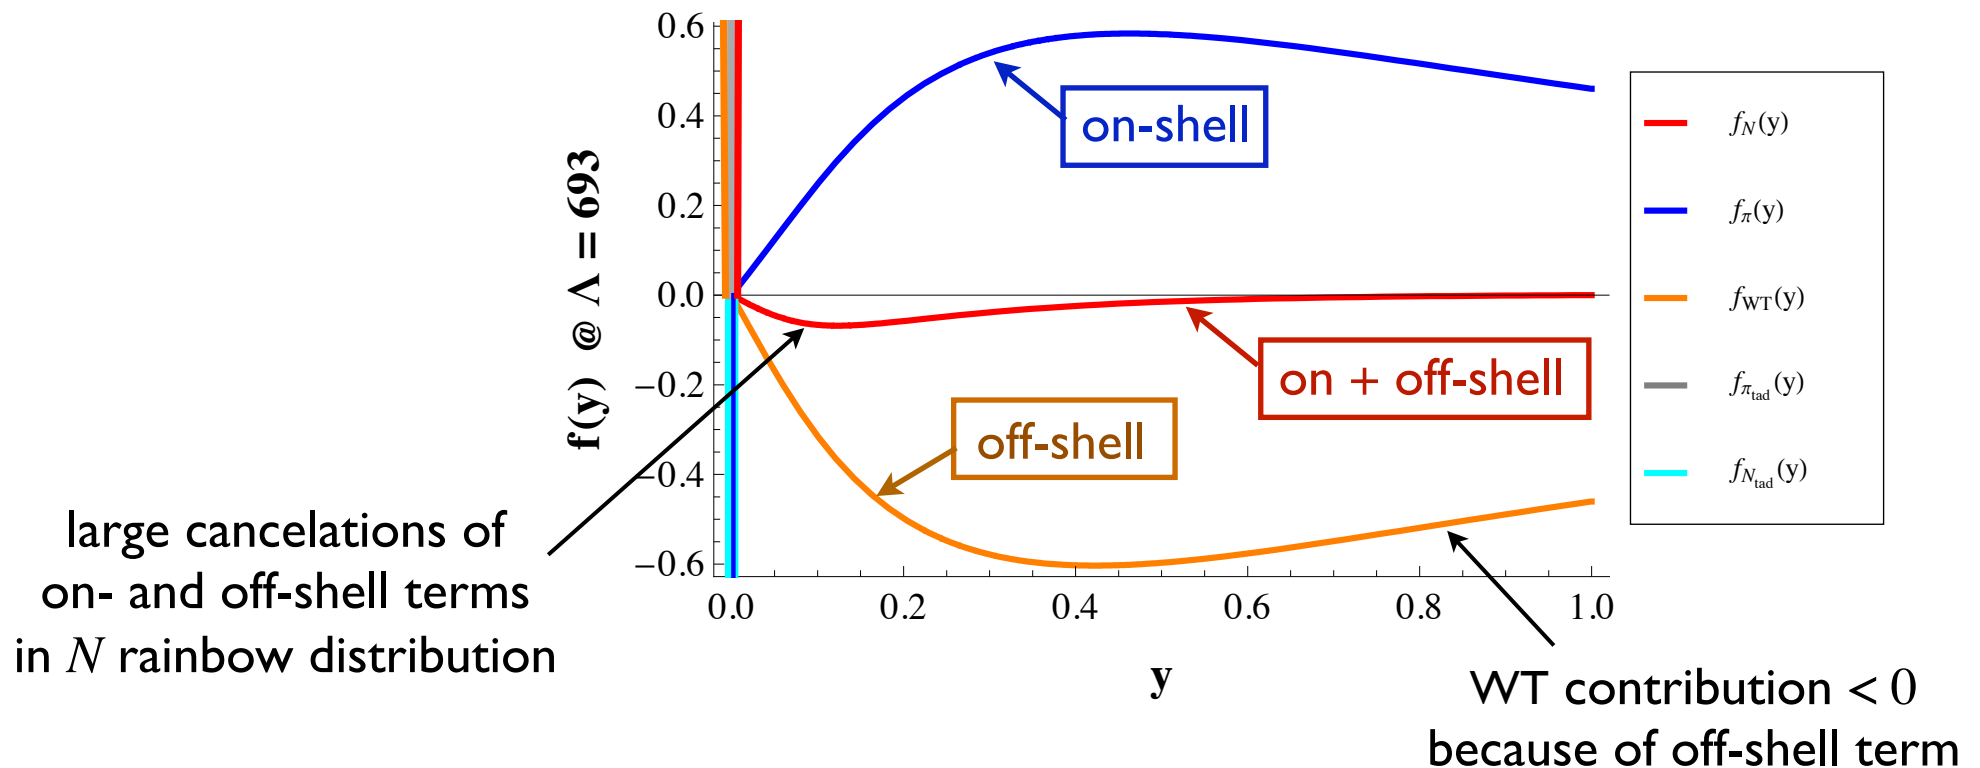 0.6
0.4
0.2
0.0
−0.2
−0.4
−0.6
f(y) @ Λ = 693
0.0 0.2 0.4 0.6 0.8 1.0
y
on-shell
on + off-shell
off-shell
f_N(y)
f_π(y)
f_WT(y)
f_π_tad(y)
f_N_tad(y)
large cancelations of
on- and off-shell terms
in N rainbow distribution
WT contribution < 0
because of off-shell term